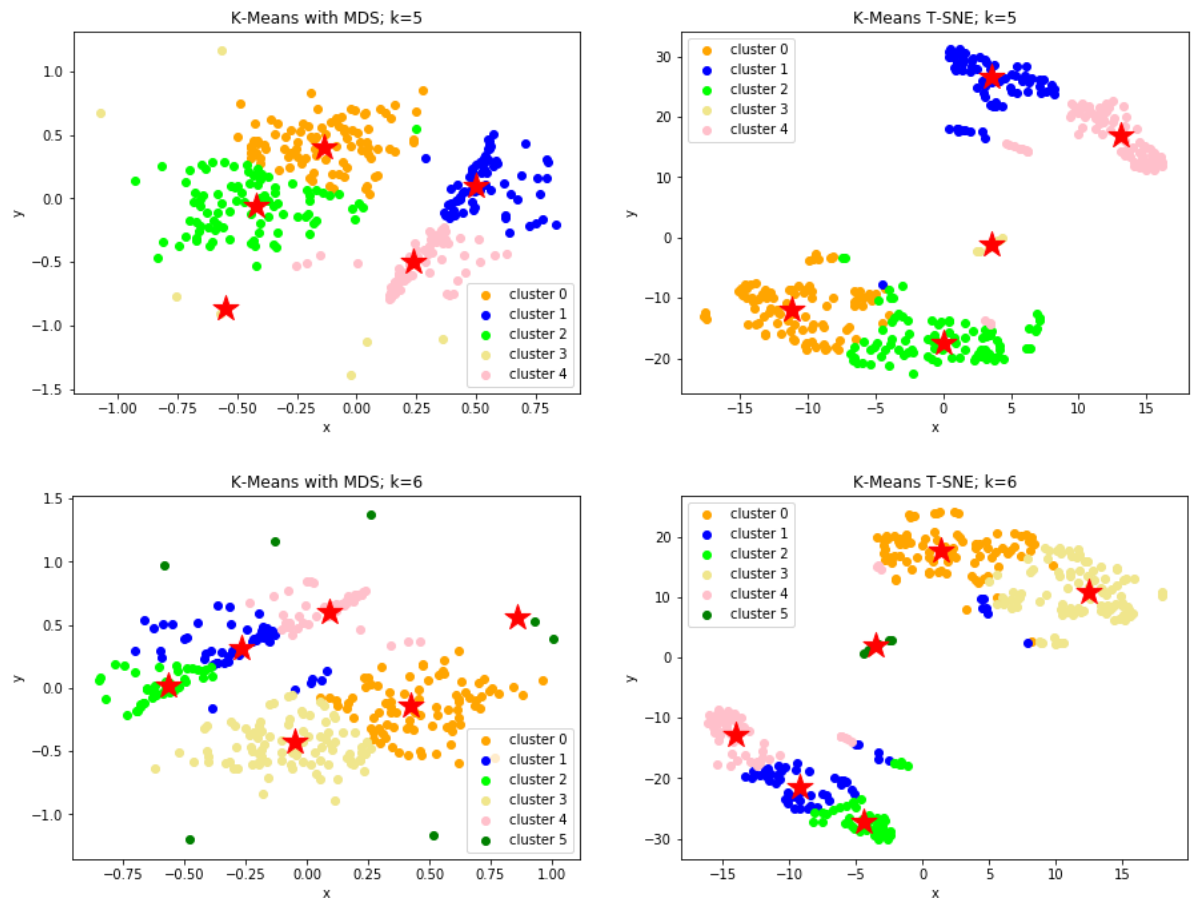 K-Means with MDS; k=5
1.0
0.5
0.0
−0.5
−1.0
−1.5
y
−1.00
−0.75
−0.50
−0.25
0.00
0.25
0.50
0.75
x
cluster 0
cluster 1
cluster 2
cluster 3
cluster 4
K-Means T-SNE; k=5
cluster 0
cluster 1
cluster 2
cluster 3
cluster 4
30
20
10
0
−10
−20
y
−15
−10
−5
0
5
10
15
x
K-Means with MDS; k=6
1.5
1.0
0.5
0.0
−0.5
−1.0
y
−0.75
−0.50
−0.25
0.00
0.25
0.50
0.75
1.00
x
cluster 0
cluster 1
cluster 2
cluster 3
cluster 4
cluster 5
K-Means T-SNE; k=6
cluster 0
cluster 1
cluster 2
cluster 3
cluster 4
cluster 5
20
10
0
−10
−20
−30
y
−15
−10
−5
0
5
10
15
x